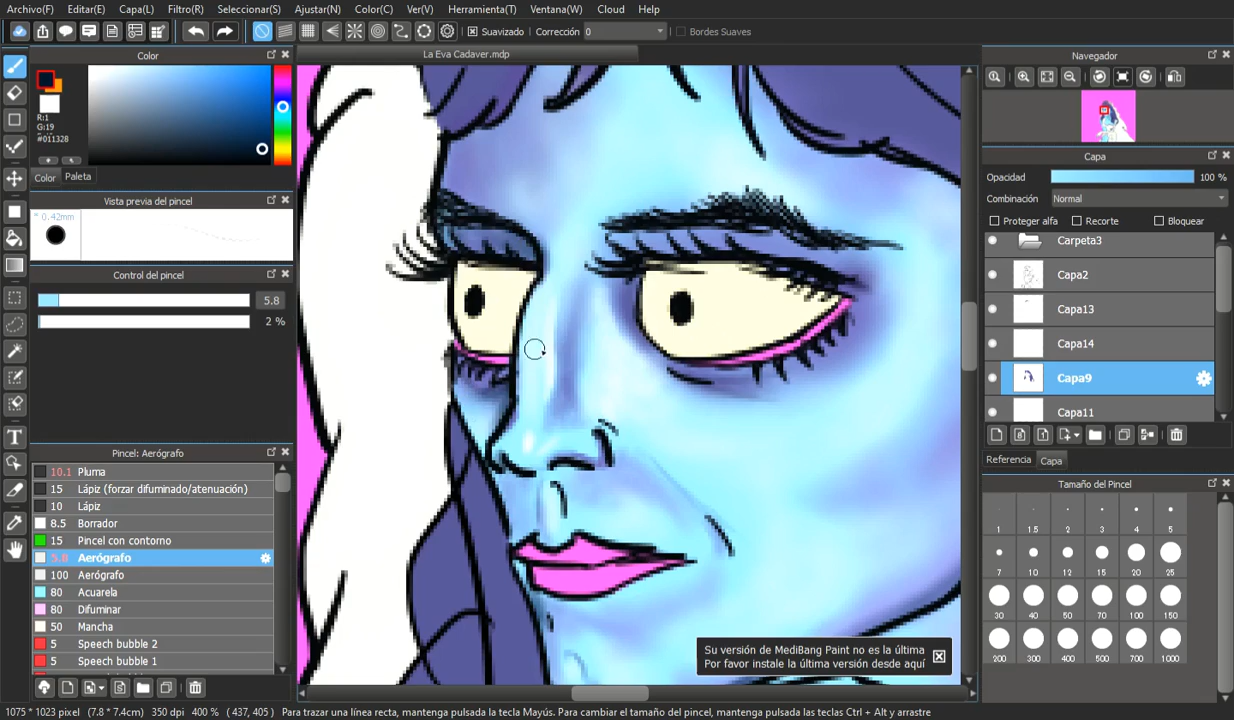 Archivo(F)
Editar(E)
Capa(L)
Filtro(R)
Seleccionar(S)
Ajustar(N)
Color(C)
Ver(V)
Herramienta(T)
Ventana(W)
Cloud
Help
Suavizado
Corrección
0
Bordes Suaves
Color
La Eva Cadaver.mdp
Navegador
R:1
G:19
#011328
Color
Paleta
Capa
Opacidad
100 %
Combinación
Normal
Proteger alfa
Recorte
Bloquear
Vista previa del pincel
* 0.42mm
Control del pincel
5.8
2 %
Carpeta3
Capa2
Capa13
Capa14
Capa9
Capa11
Referencia
Capa
Pincel: Aerógrafo
10.1 Pluma
15 Lápiz (forzar difuminado/atenuación)
10 Lápiz
8.5 Borrador
15 Pincel con contorno
Aerógrafo
100 Aerógrafo
80 Acuarela
80 Difuminar
50 Mancha
5 Speech bubble 2
5 Speech bubble 1
Tamaño del Pincel
1 1.5 2 3 4 5
7 10 12 15 20 25
30 40 50 70 100 150
200 300 400 500 700 1000
Su versión de MediBang Paint no es la última
Por favor instale la última versión desde aquí
1075 * 1023 pixel (7.8 * 7.4cm) 350 dpi 400 % ( 437, 405) Para trazar una línea recta, mantenga pulsada la tecla Mayús. Para cambiar el tamaño del pincel, mantenga pulsadas las teclas Ctrl + Alt y arrastre